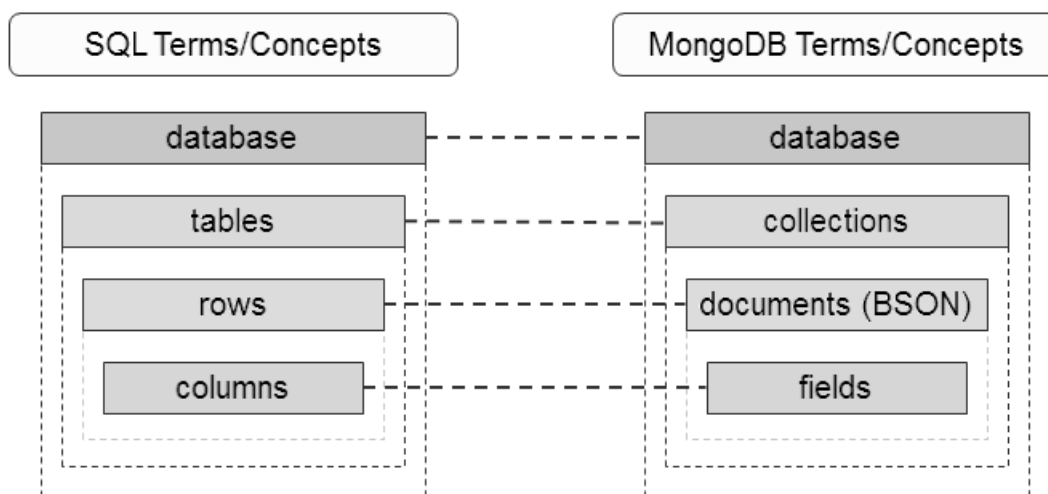 SQL Terms/Concepts
MongoDB Terms/Concepts
database
database
tables
collections
rows
documents (BSON)
columns
fields